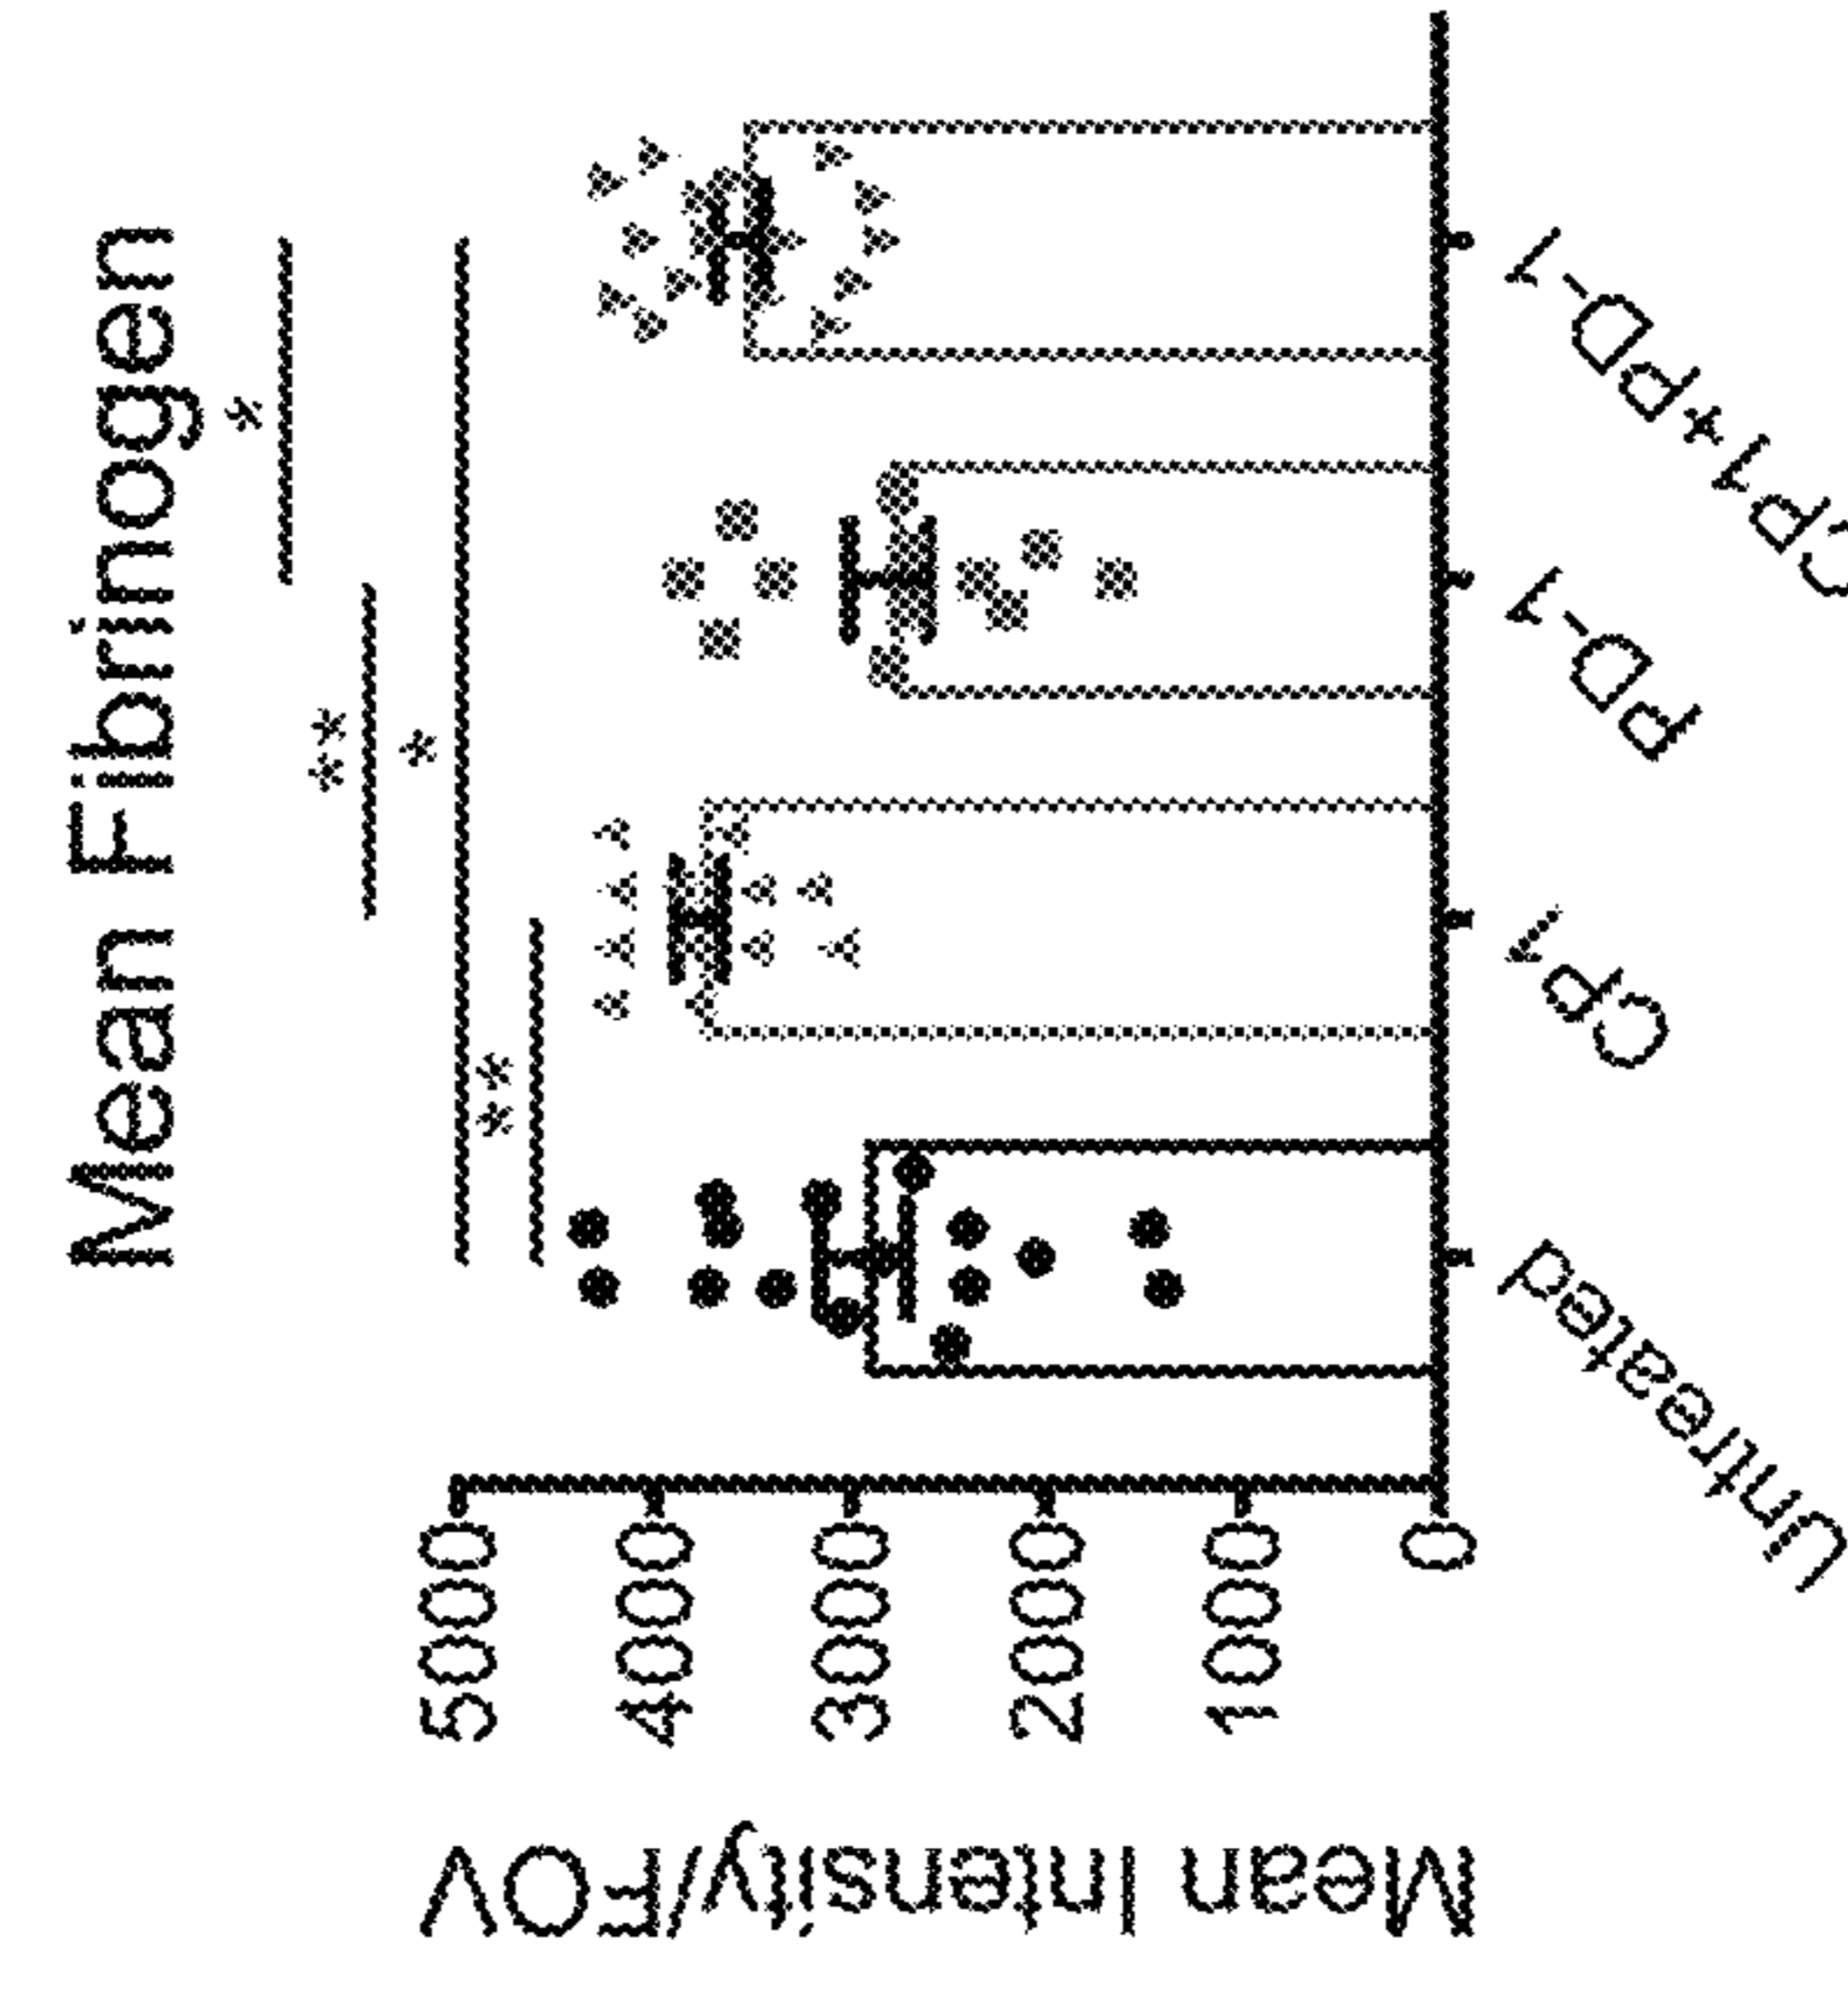 Mean Fibrinogen
*
**
*
**
5000
4000
3000
2000
1000
0
Mean Intensity/FOV
Untreated
CP1
PD-1
CP1+PD-1